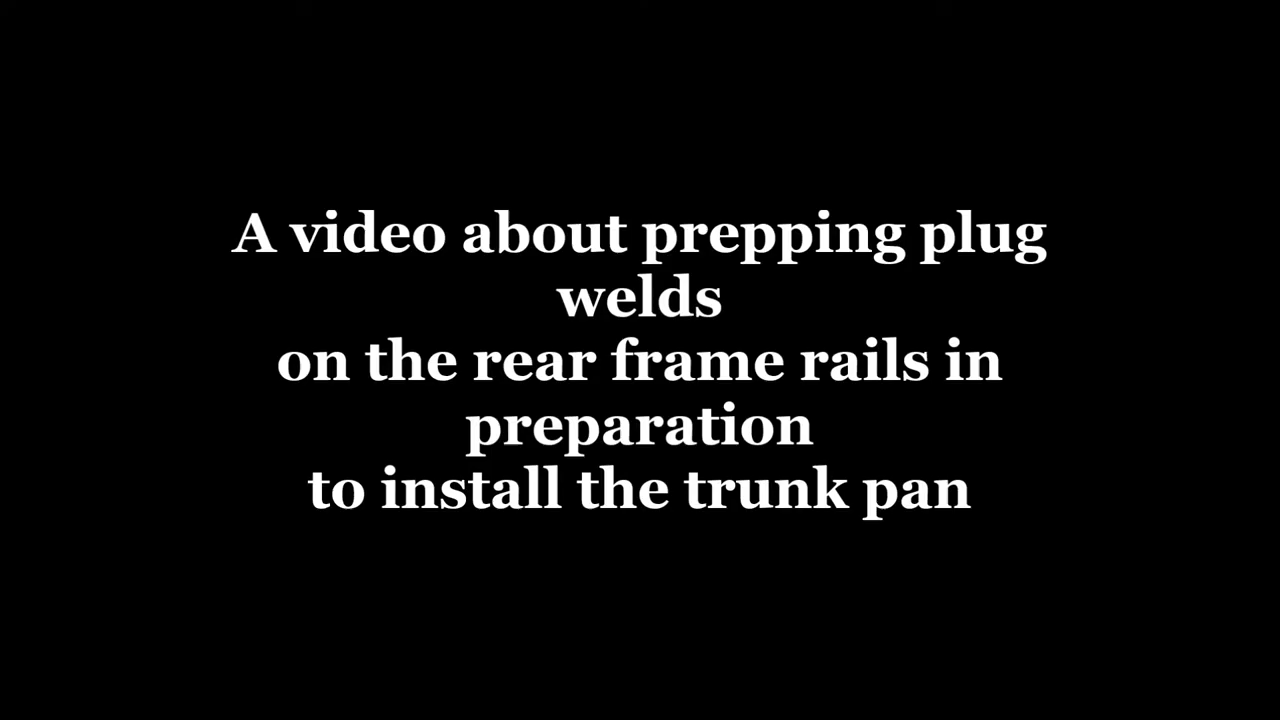 A video about prepping plug
welds
on the rear frame rails in
preparation
to install the trunk pan